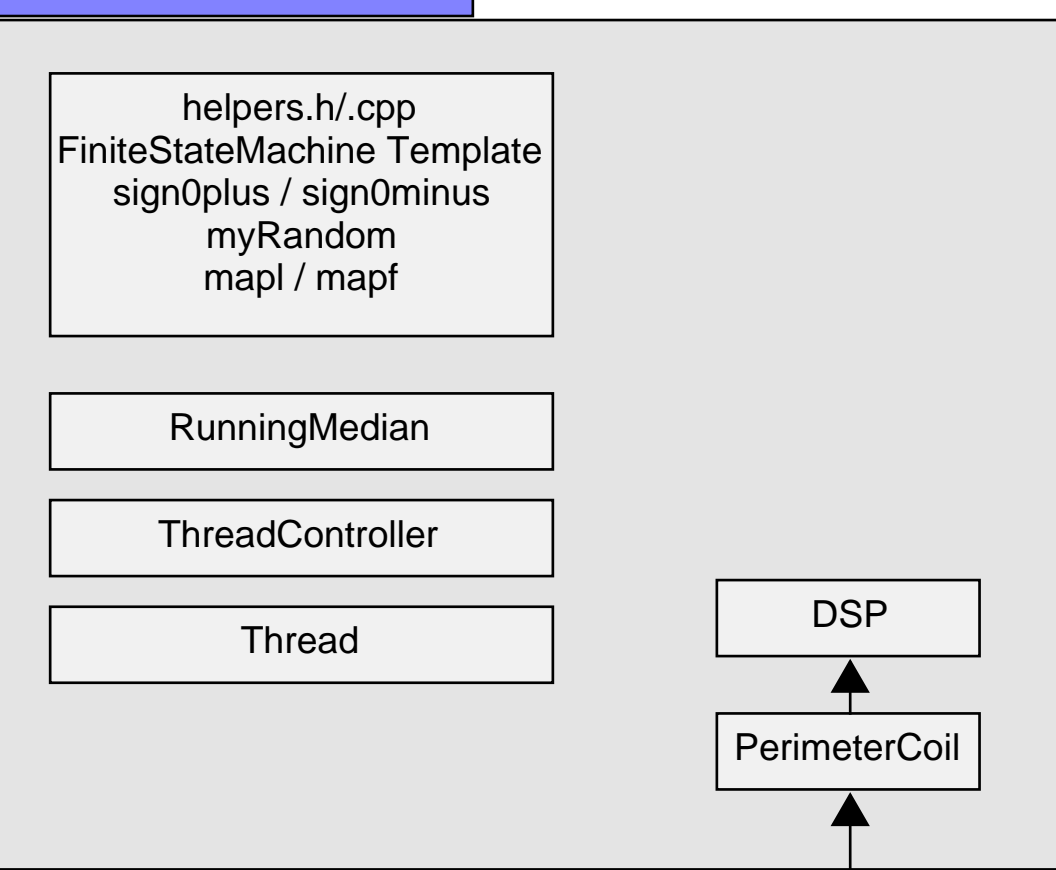 helpers.h/.cpp
FiniteStateMachine Template
sign0plus / sign0minus
myRandom
mapl / mapf
RunningMedian
ThreadController
Thread
DSP
PerimeterCoil